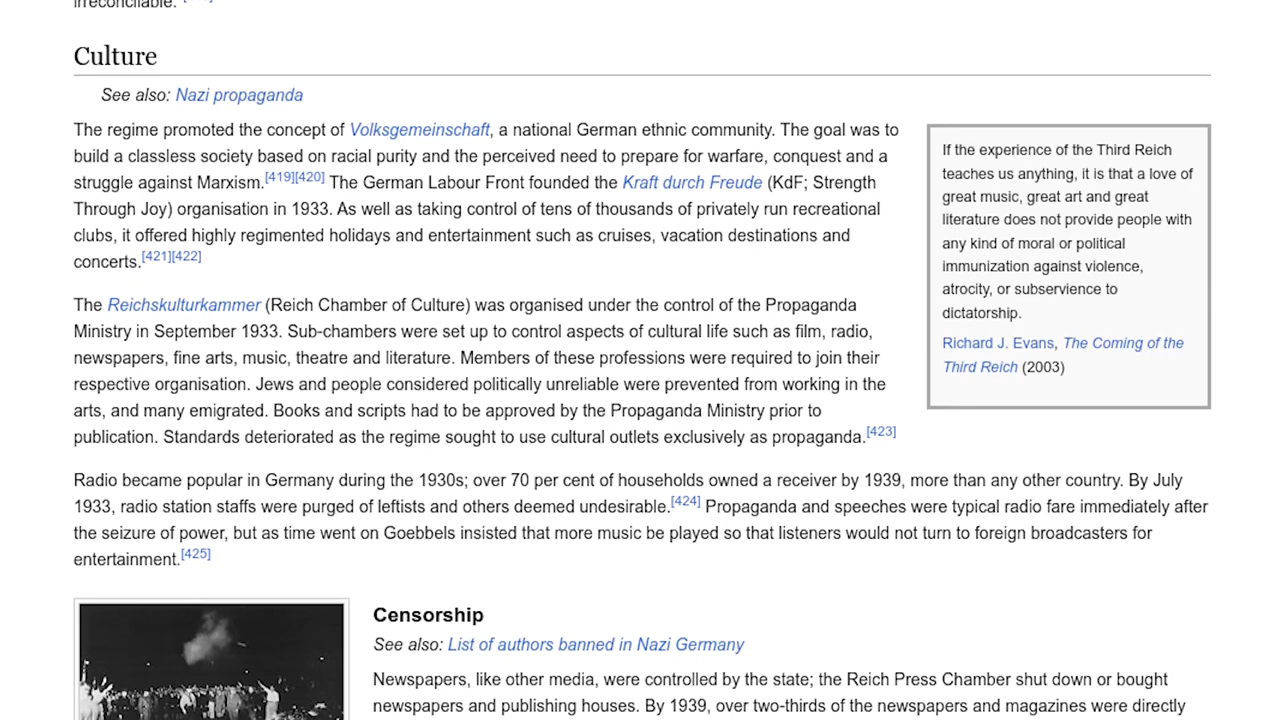 irreconcilable.
Culture
See also: Nazi propaganda
The regime promoted the concept of Volksgemeinschaft, a national German ethnic community. The goal was to
build a classless society based on racial purity and the perceived need to prepare for warfare, conquest and a
struggle against Marxism.[419][420] The German Labour Front founded the Kraft durch Freude (KdF; Strength
Through Joy) organisation in 1933. As well as taking control of tens of thousands of privately run recreational
clubs, it offered highly regimented holidays and entertainment such as cruises, vacation destinations and
concerts.[421][422]
The Reichskulturkammer (Reich Chamber of Culture) was organised under the control of the Propaganda
Ministry in September 1933. Sub-chambers were set up to control aspects of cultural life such as film, radio,
newspapers, fine arts, music, theatre and literature. Members of these professions were required to join their
respective organisation. Jews and people considered politically unreliable were prevented from working in the
arts, and many emigrated. Books and scripts had to be approved by the Propaganda Ministry prior to
publication. Standards deteriorated as the regime sought to use cultural outlets exclusively as propaganda.[423]
If the experience of the Third Reich
teaches us anything, it is that a love of
great music, great art and great
literature does not provide people with
any kind of moral or political
immunization against violence,
atrocity, or subservience to
dictatorship.
Richard J. Evans, The Coming of the
Third Reich (2003)
Radio became popular in Germany during the 1930s; over 70 per cent of households owned a receiver by 1939, more than any other country. By July
1933, radio station staffs were purged of leftists and others deemed undesirable.[424] Propaganda and speeches were typical radio fare immediately after
the seizure of power, but as time went on Goebbels insisted that more music be played so that listeners would not turn to foreign broadcasters for
entertainment.[425]
Censorship
See also: List of authors banned in Nazi Germany
Newspapers, like other media, were controlled by the state; the Reich Press Chamber shut down or bought
newspapers and publishing houses. By 1939, over two-thirds of the newspapers and magazines were directly